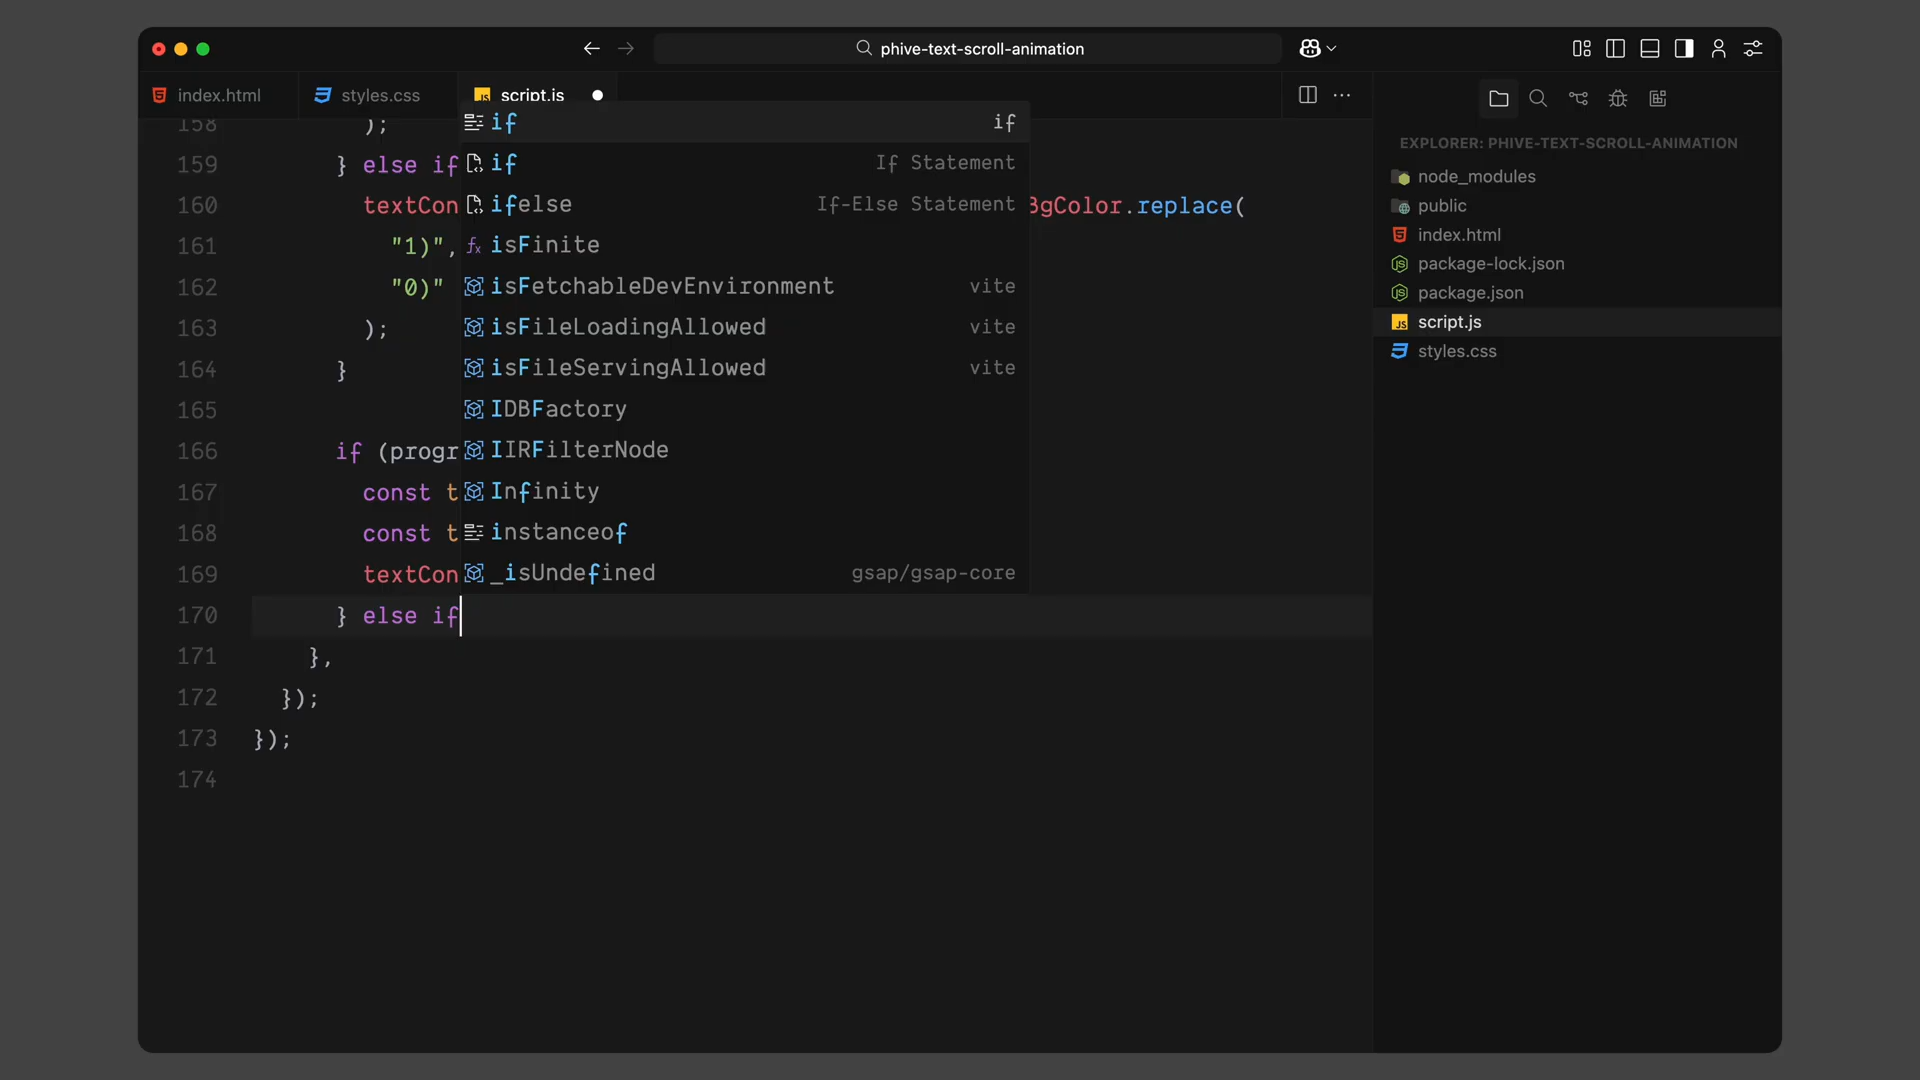 phive-text-scroll-animation
index.html
styles.css
script.js
158 );
159 } else if
160 textCon BgColor.replace(
161 "1)",
162 "0)"
163 );
164 }
165
166 if (progr
167 const t
168 const t
169 textCon
170 } else if
171 },
172 });
173 });
174
if if
if If Statement
ifelse If-Else Statement
isFinite
isFetchableDevEnvironment vite
isFileLoadingAllowed vite
isFileServingAllowed vite
IDBFactory
IIRFilterNode
Infinity
instanceof
_isUndefined gsap/gsap-core
EXPLORER: PHIVE-TEXT-SCROLL-ANIMATION
node_modules
public
index.html
package-lock.json
package.json
script.js
styles.css